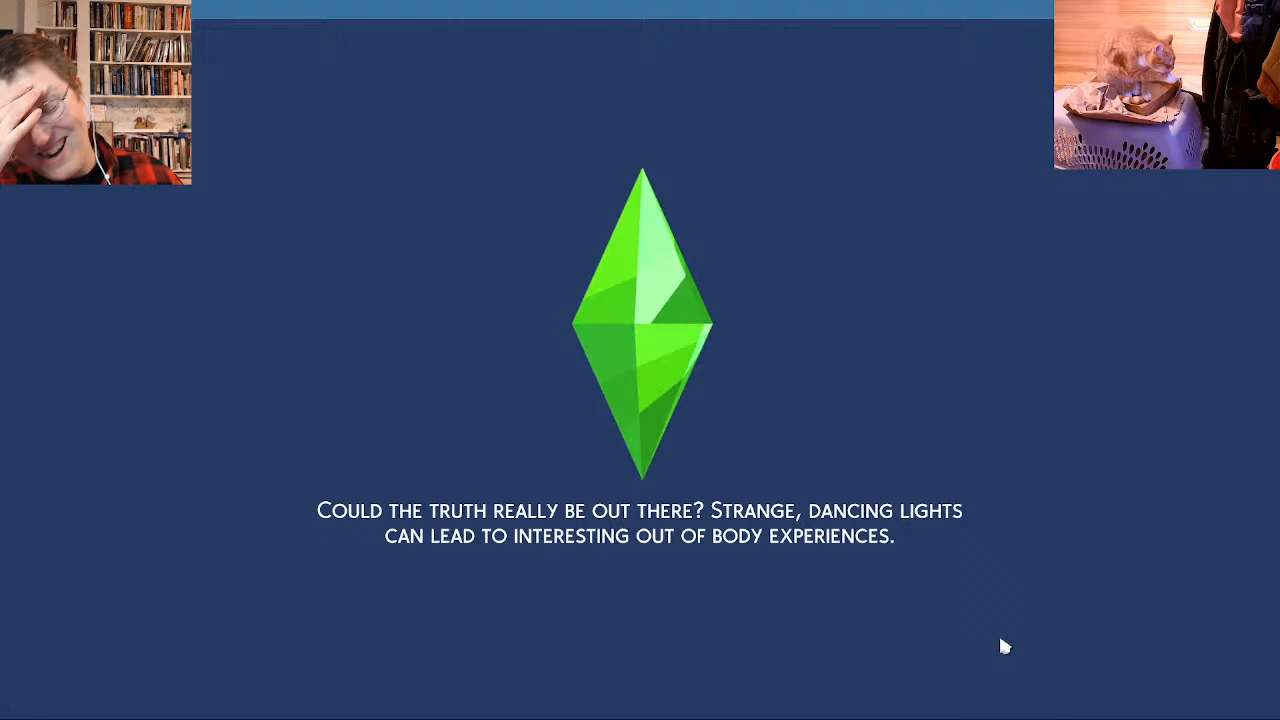 Could the truth really be out there? Strange, dancing lights
can lead to interesting out of body experiences.